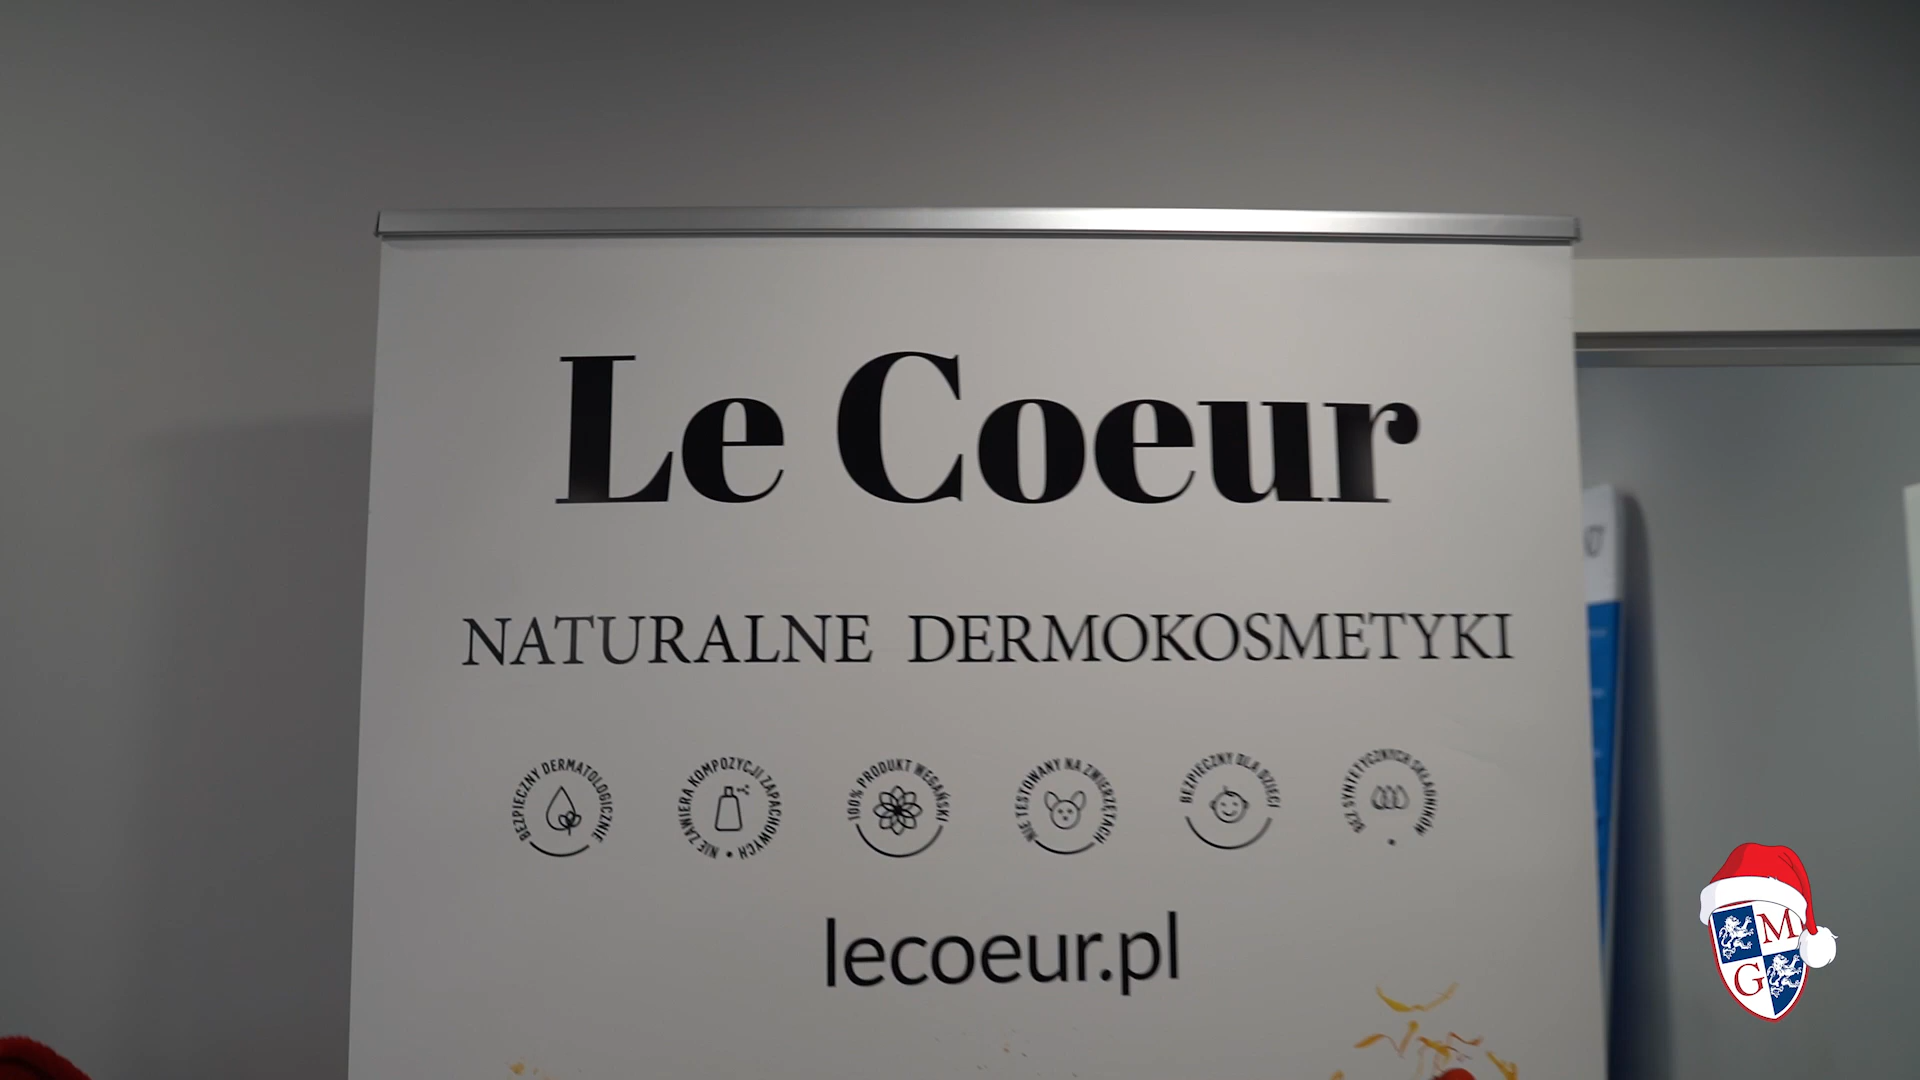 Le Coeur
NATURALNE DERMOKOSMETYKI
BEZPIECZNY DERMATOLOGICZNIE
NIE ZAWIERA KOMPOZYCJI ZAPACHOWYCH •
100% PRODUKT WEGAŃSKI
NIE TESTOWANY NA ZWIERZĘTACH
BEZPIECZNY DLA DZIECI
BEZ SYNTETYCZNYCH SKŁADNIKÓW
lecoeur.pl
M
G